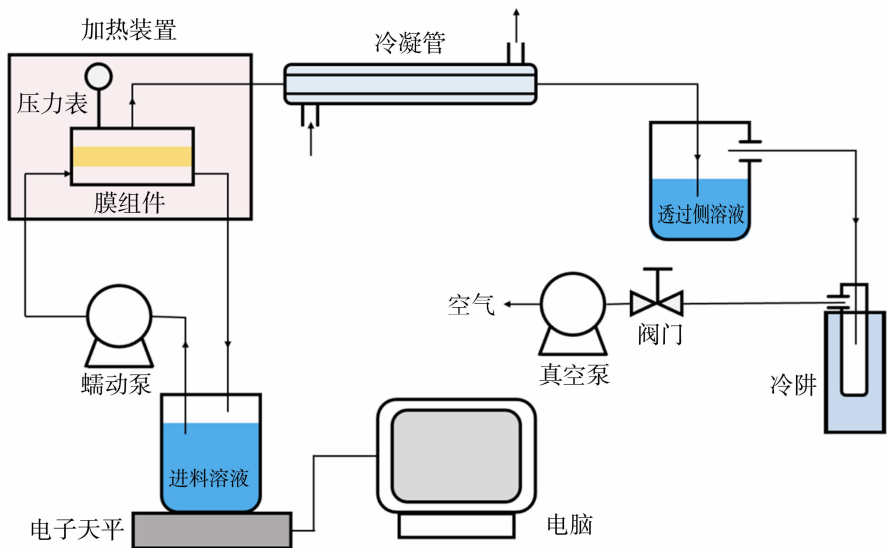 加热装置
冷凝管
压力表
膜组件
透过侧溶液
空气
阀门
蠕动泵
真空泵
冷阱
进料溶液
电子天平
电脑